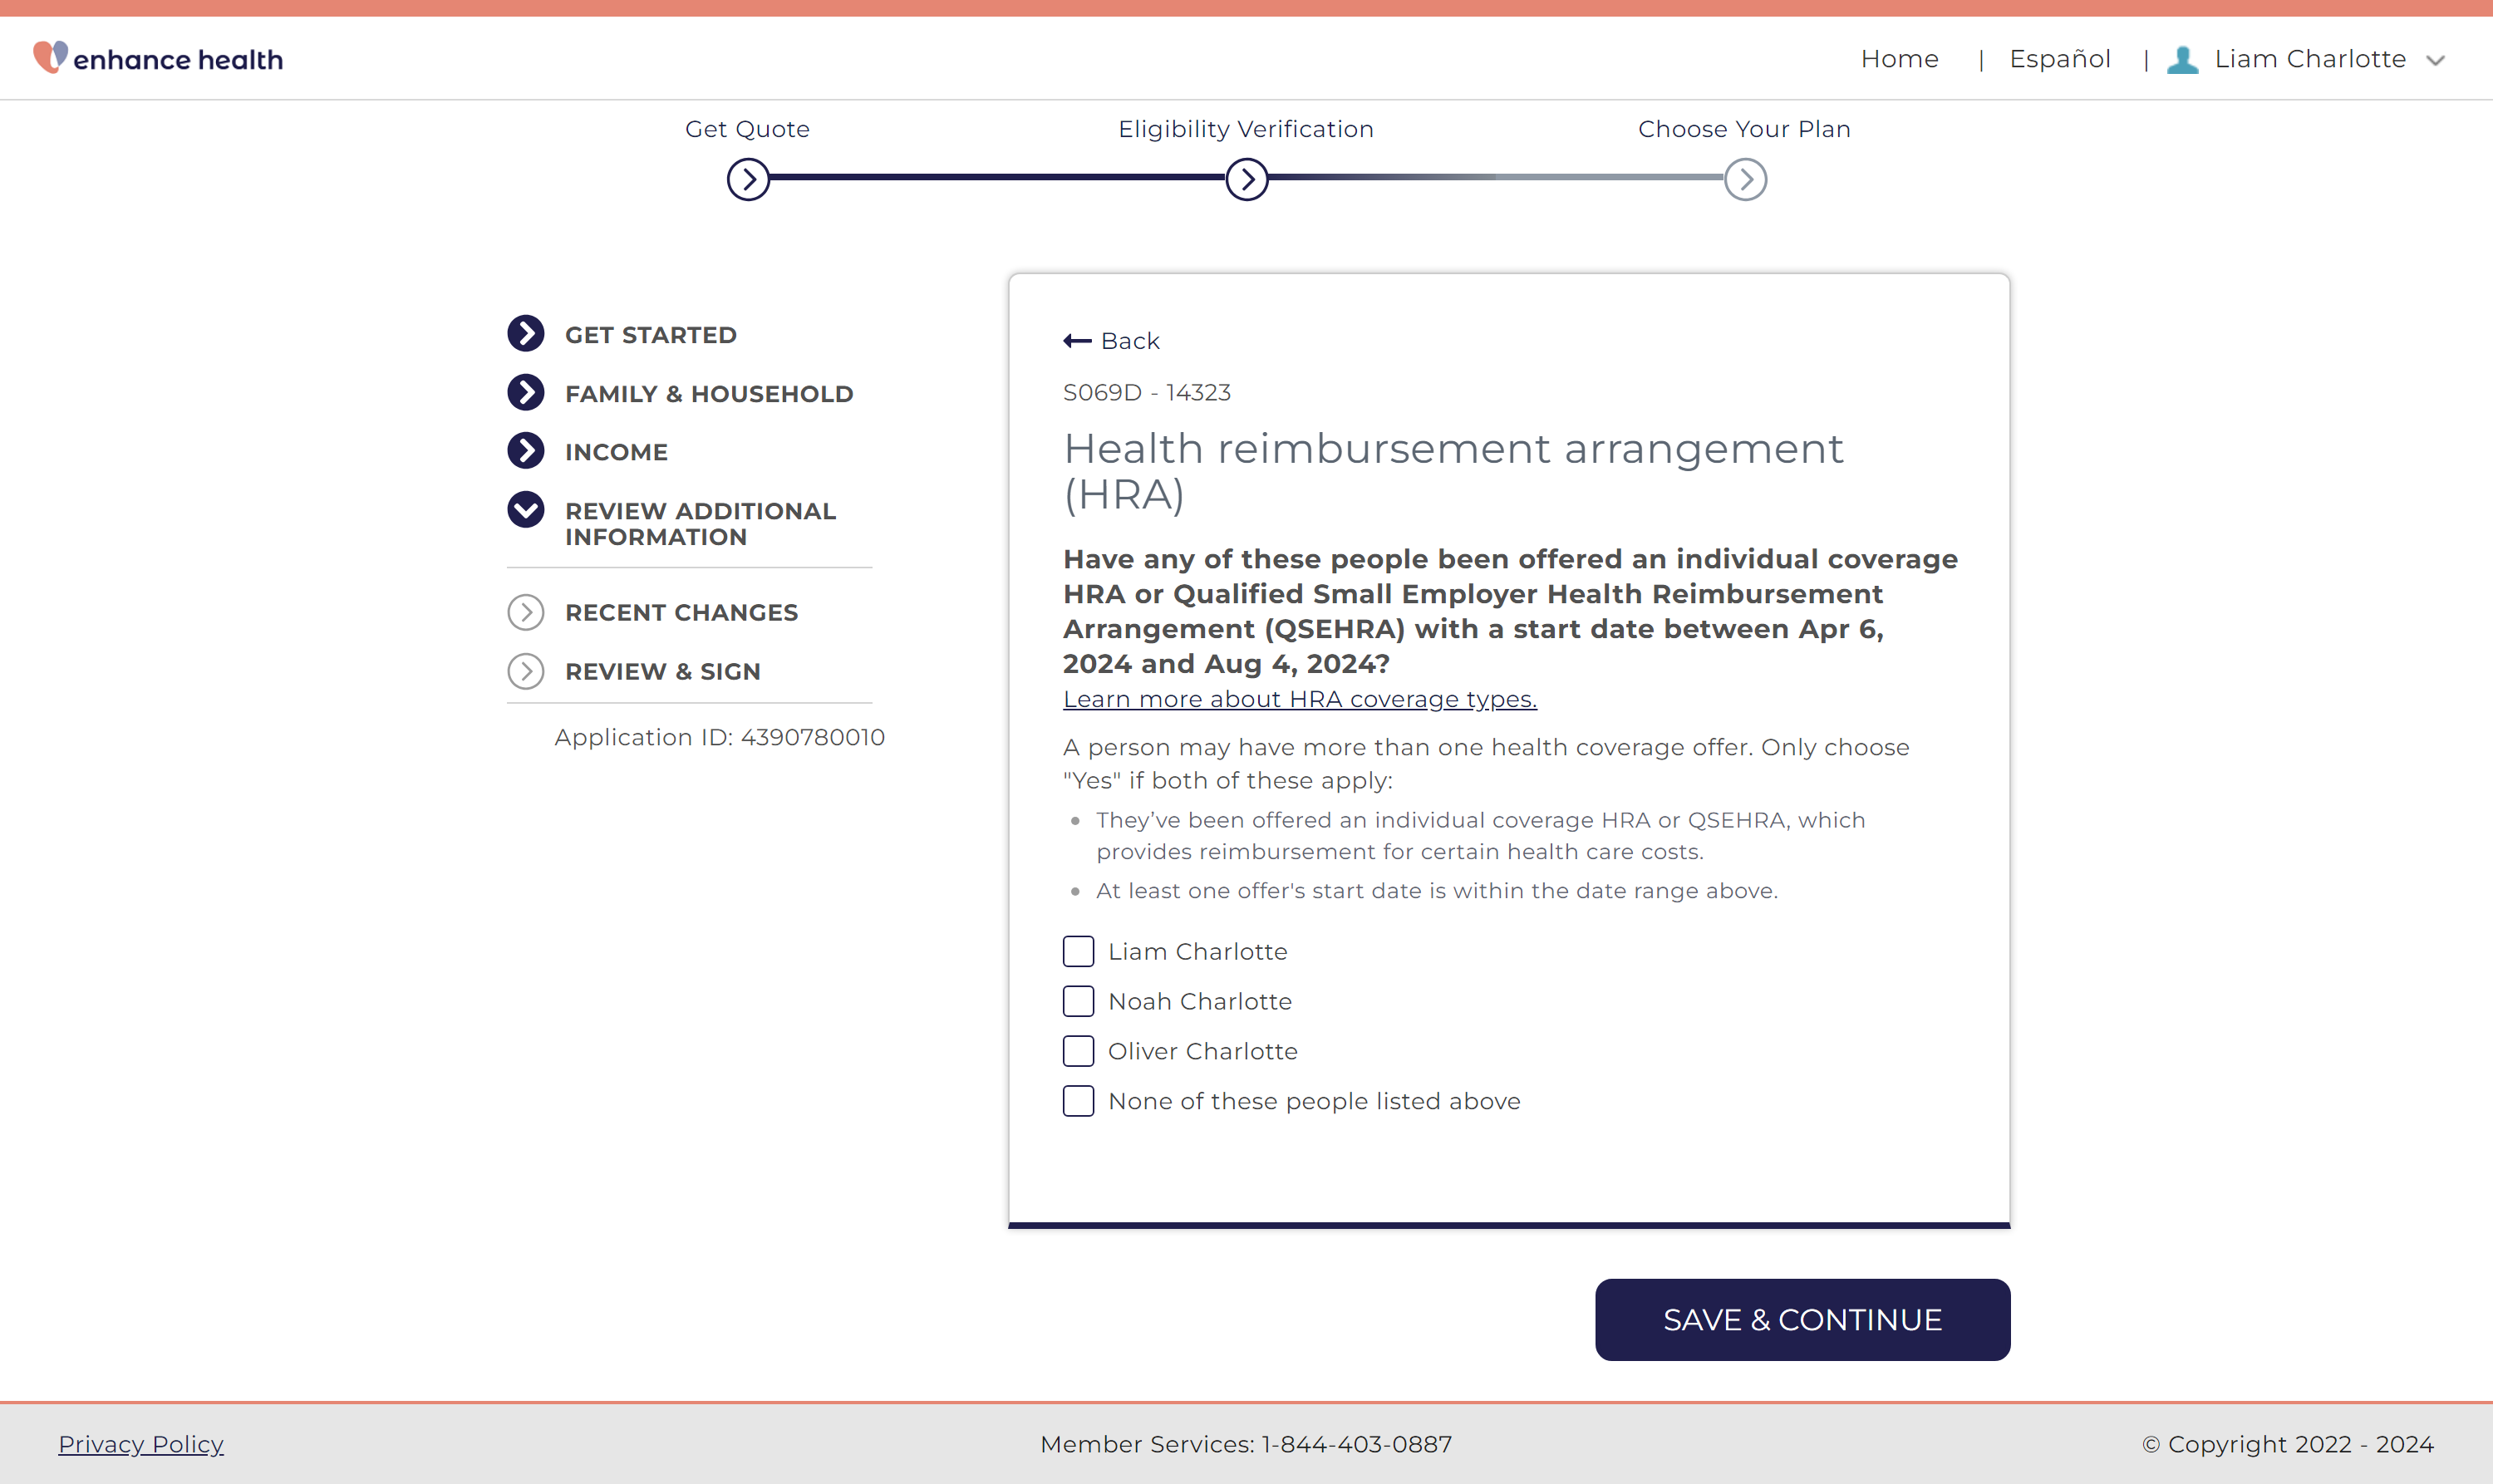 enhance health
Home | Español | Liam Charlotte
Get Quote
Eligibility Verification
Choose Your Plan
GET STARTED
FAMILY & HOUSEHOLD
INCOME
REVIEW ADDITIONAL
INFORMATION
RECENT CHANGES
REVIEW & SIGN
Application ID: 4390780010
Back
S069D - 14323
Health reimbursement arrangement
(HRA)
Have any of these people been offered an individual coverage
HRA or Qualified Small Employer Health Reimbursement
Arrangement (QSEHRA) with a start date between Apr 6,
2024 and Aug 4, 2024?
Learn more about HRA coverage types.
A person may have more than one health coverage offer. Only choose
"Yes" if both of these apply:
• They’ve been offered an individual coverage HRA or QSEHRA, which
provides reimbursement for certain health care costs.
• At least one offer's start date is within the date range above.
Liam Charlotte
Noah Charlotte
Oliver Charlotte
None of these people listed above
SAVE & CONTINUE
Privacy Policy
Member Services: 1-844-403-0887
© Copyright 2022 - 2024